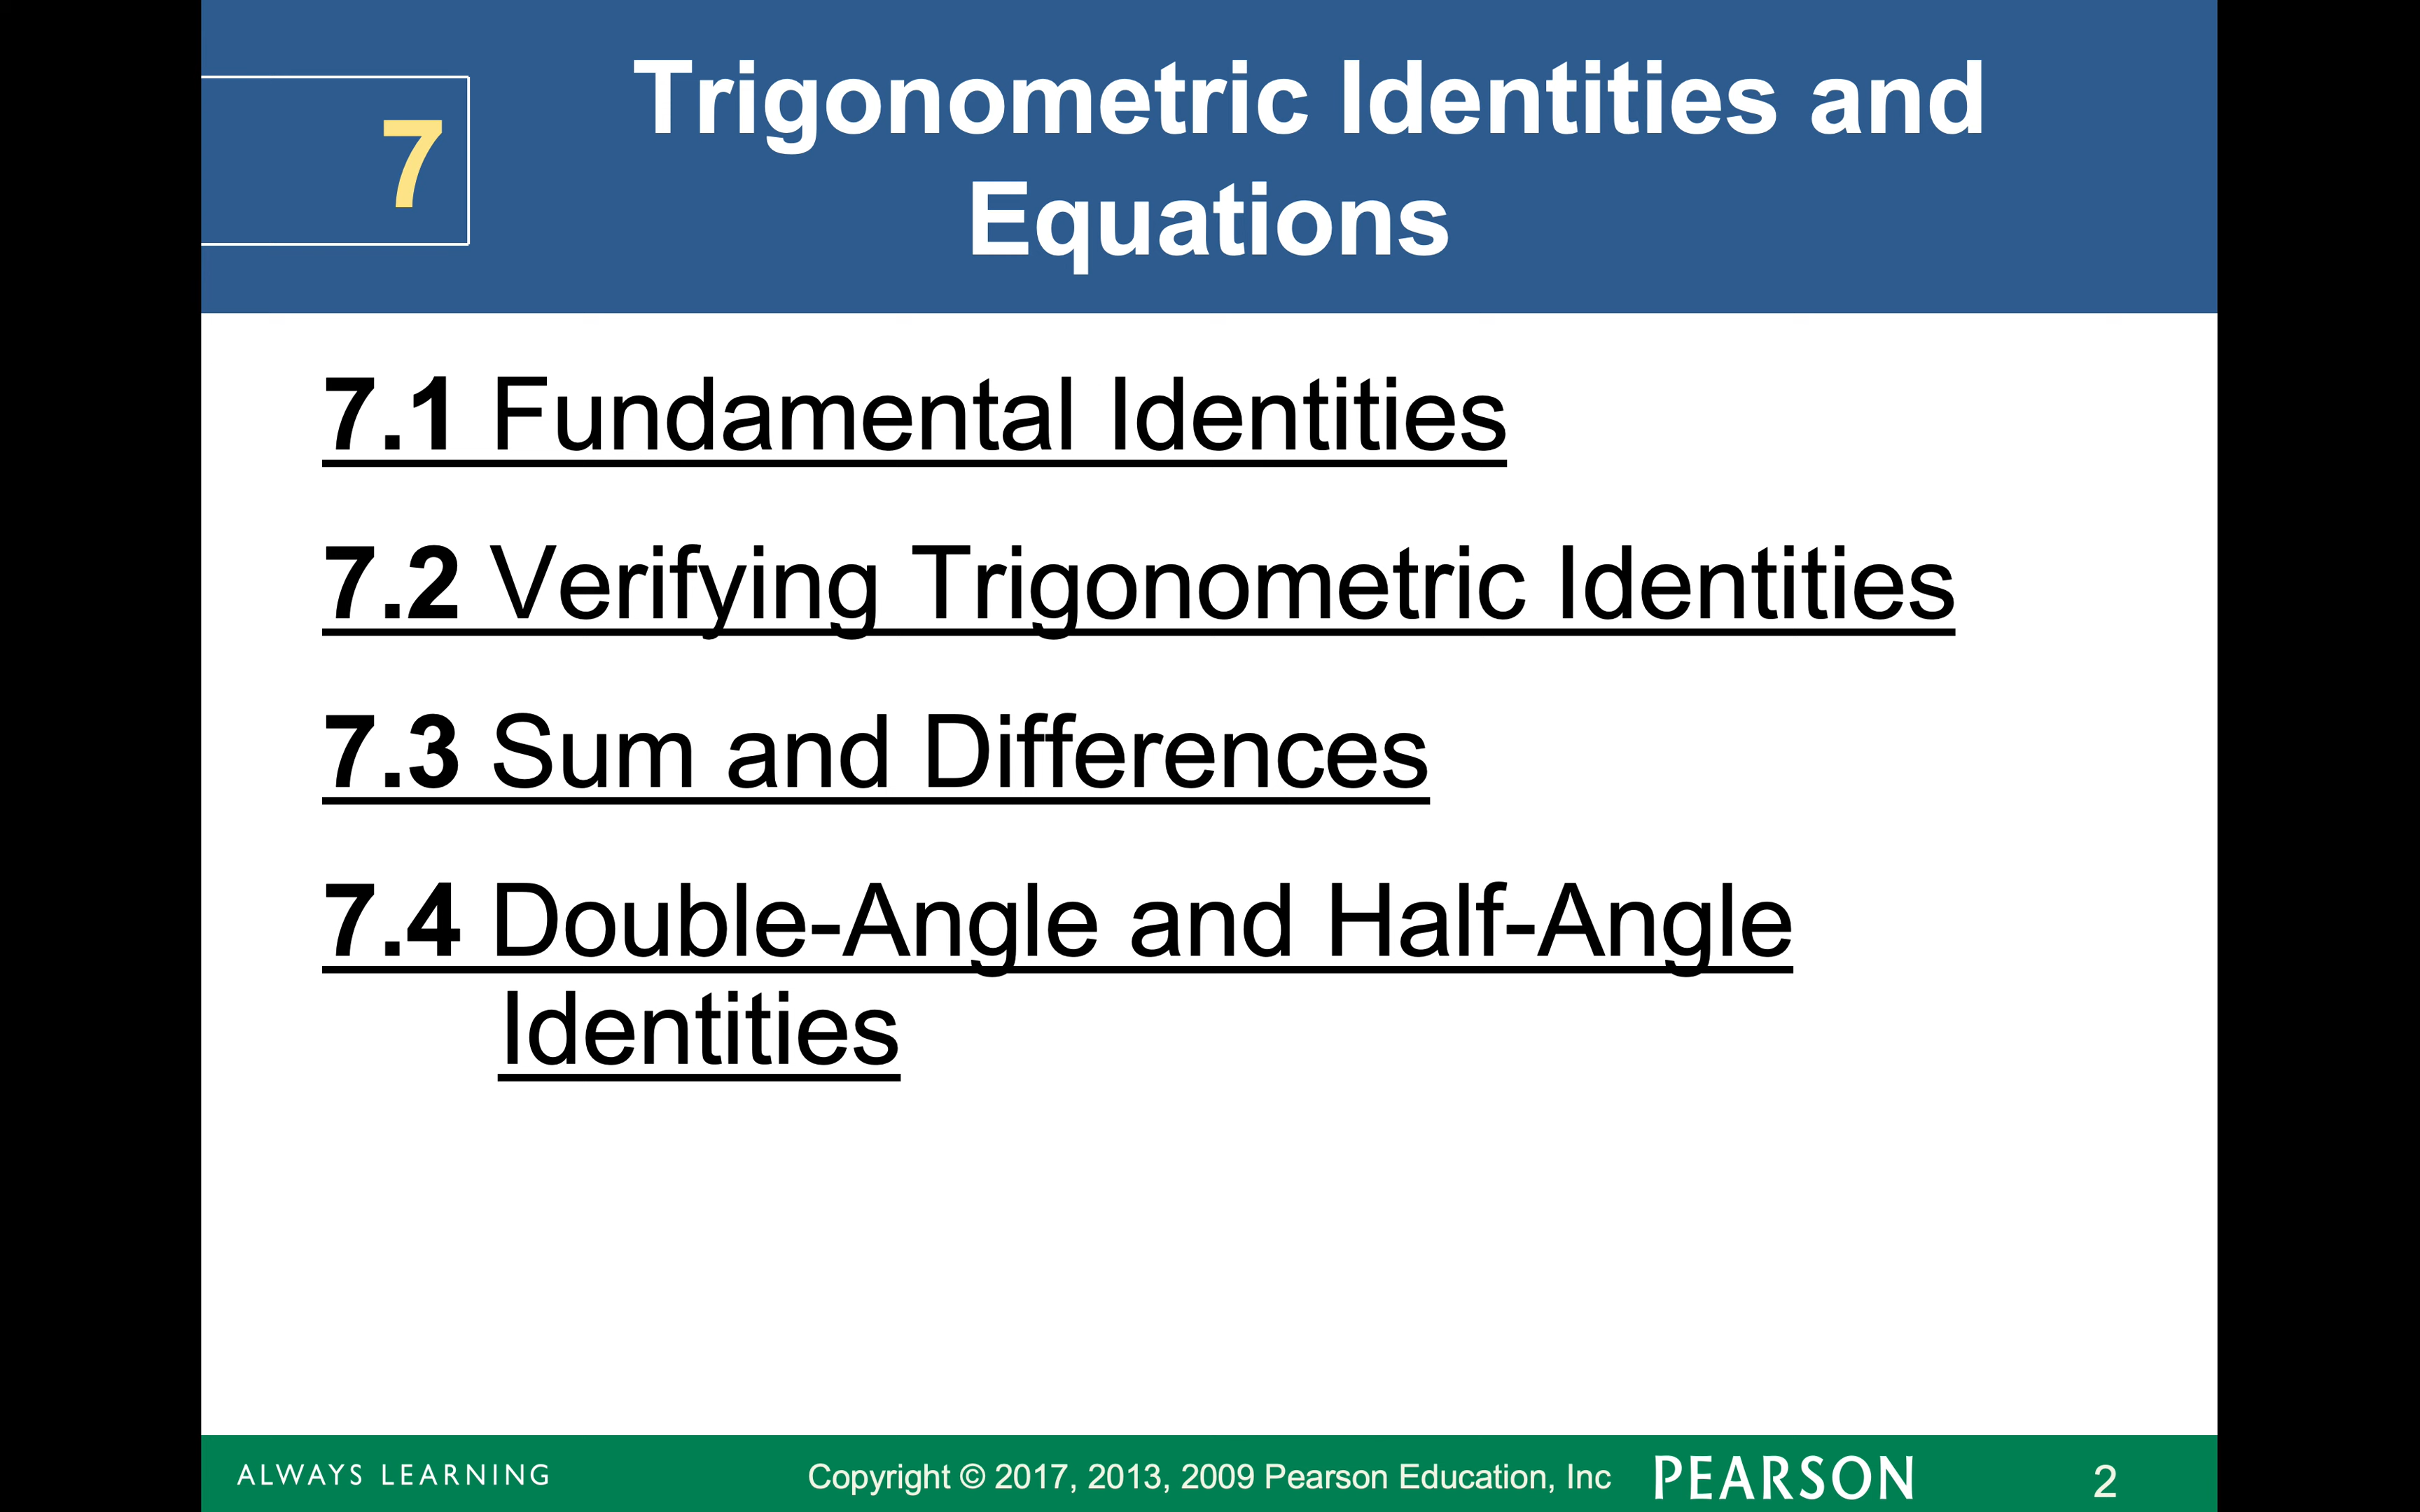 7
Trigonometric Identities and
Equations
7.1 Fundamental Identities
7.2 Verifying Trigonometric Identities
7.3 Sum and Differences
7.4 Double-Angle and Half-Angle
Identities
ALWAYS LEARNING
Copyright © 2017, 2013, 2009 Pearson Education, Inc
PEARSON
2